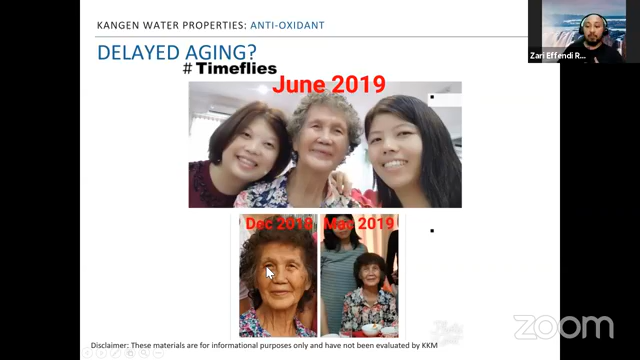 KANGEN WATER PROPERTIES: ANTI-OXIDANT
DELAYED AGING?
#Timeflies
June 2019
Dec 2018 Mac 2019
Zari Effendi R...
Disclaimer: These materials are for informational purposes only and have not been evaluated by KKM
zoom